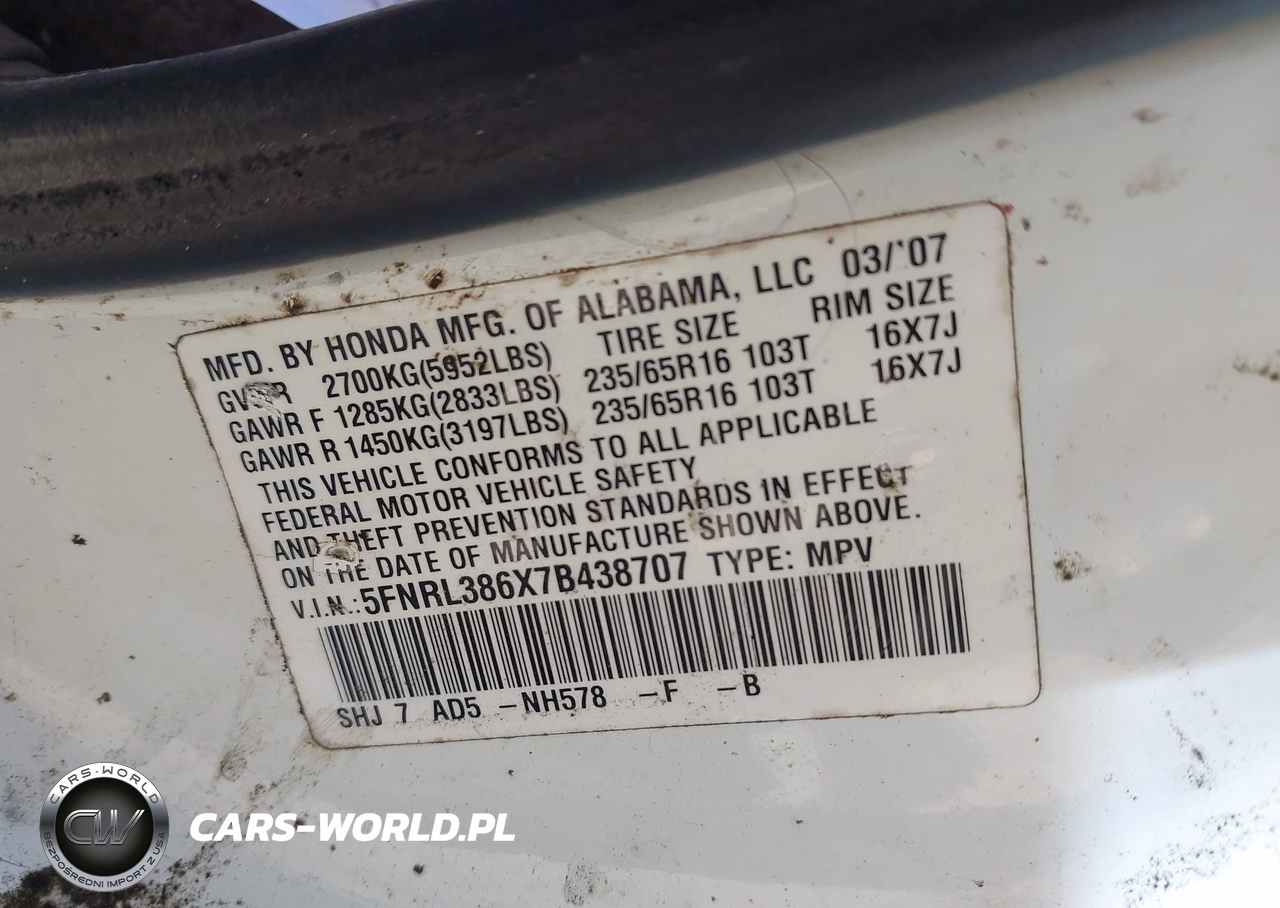 MFD. BY HONDA MFG. OF ALABAMA, LLC 03/'07
GVWR 2700KG(5952LBS) TIRE SIZE RIM SIZE
GAWR F 1285KG(2833LBS) 235/65R16 103T 16X7J
GAWR R 1450KG(3197LBS) 235/65R16 103T 16X7J
THIS VEHICLE CONFORMS TO ALL APPLICABLE
FEDERAL MOTOR VEHICLE SAFETY
AND THEFT PREVENTION STANDARDS IN EFFECT
ON THE DATE OF MANUFACTURE SHOWN ABOVE.
V.I.N.:5FNRL386X7B438707 TYPE: MPV
SHJ 7 AD5 -NH578 -F -B
CARS-WORLD
CW
BEZPOŚREDNI IMPORT Z USA
CARS-WORLD.PL